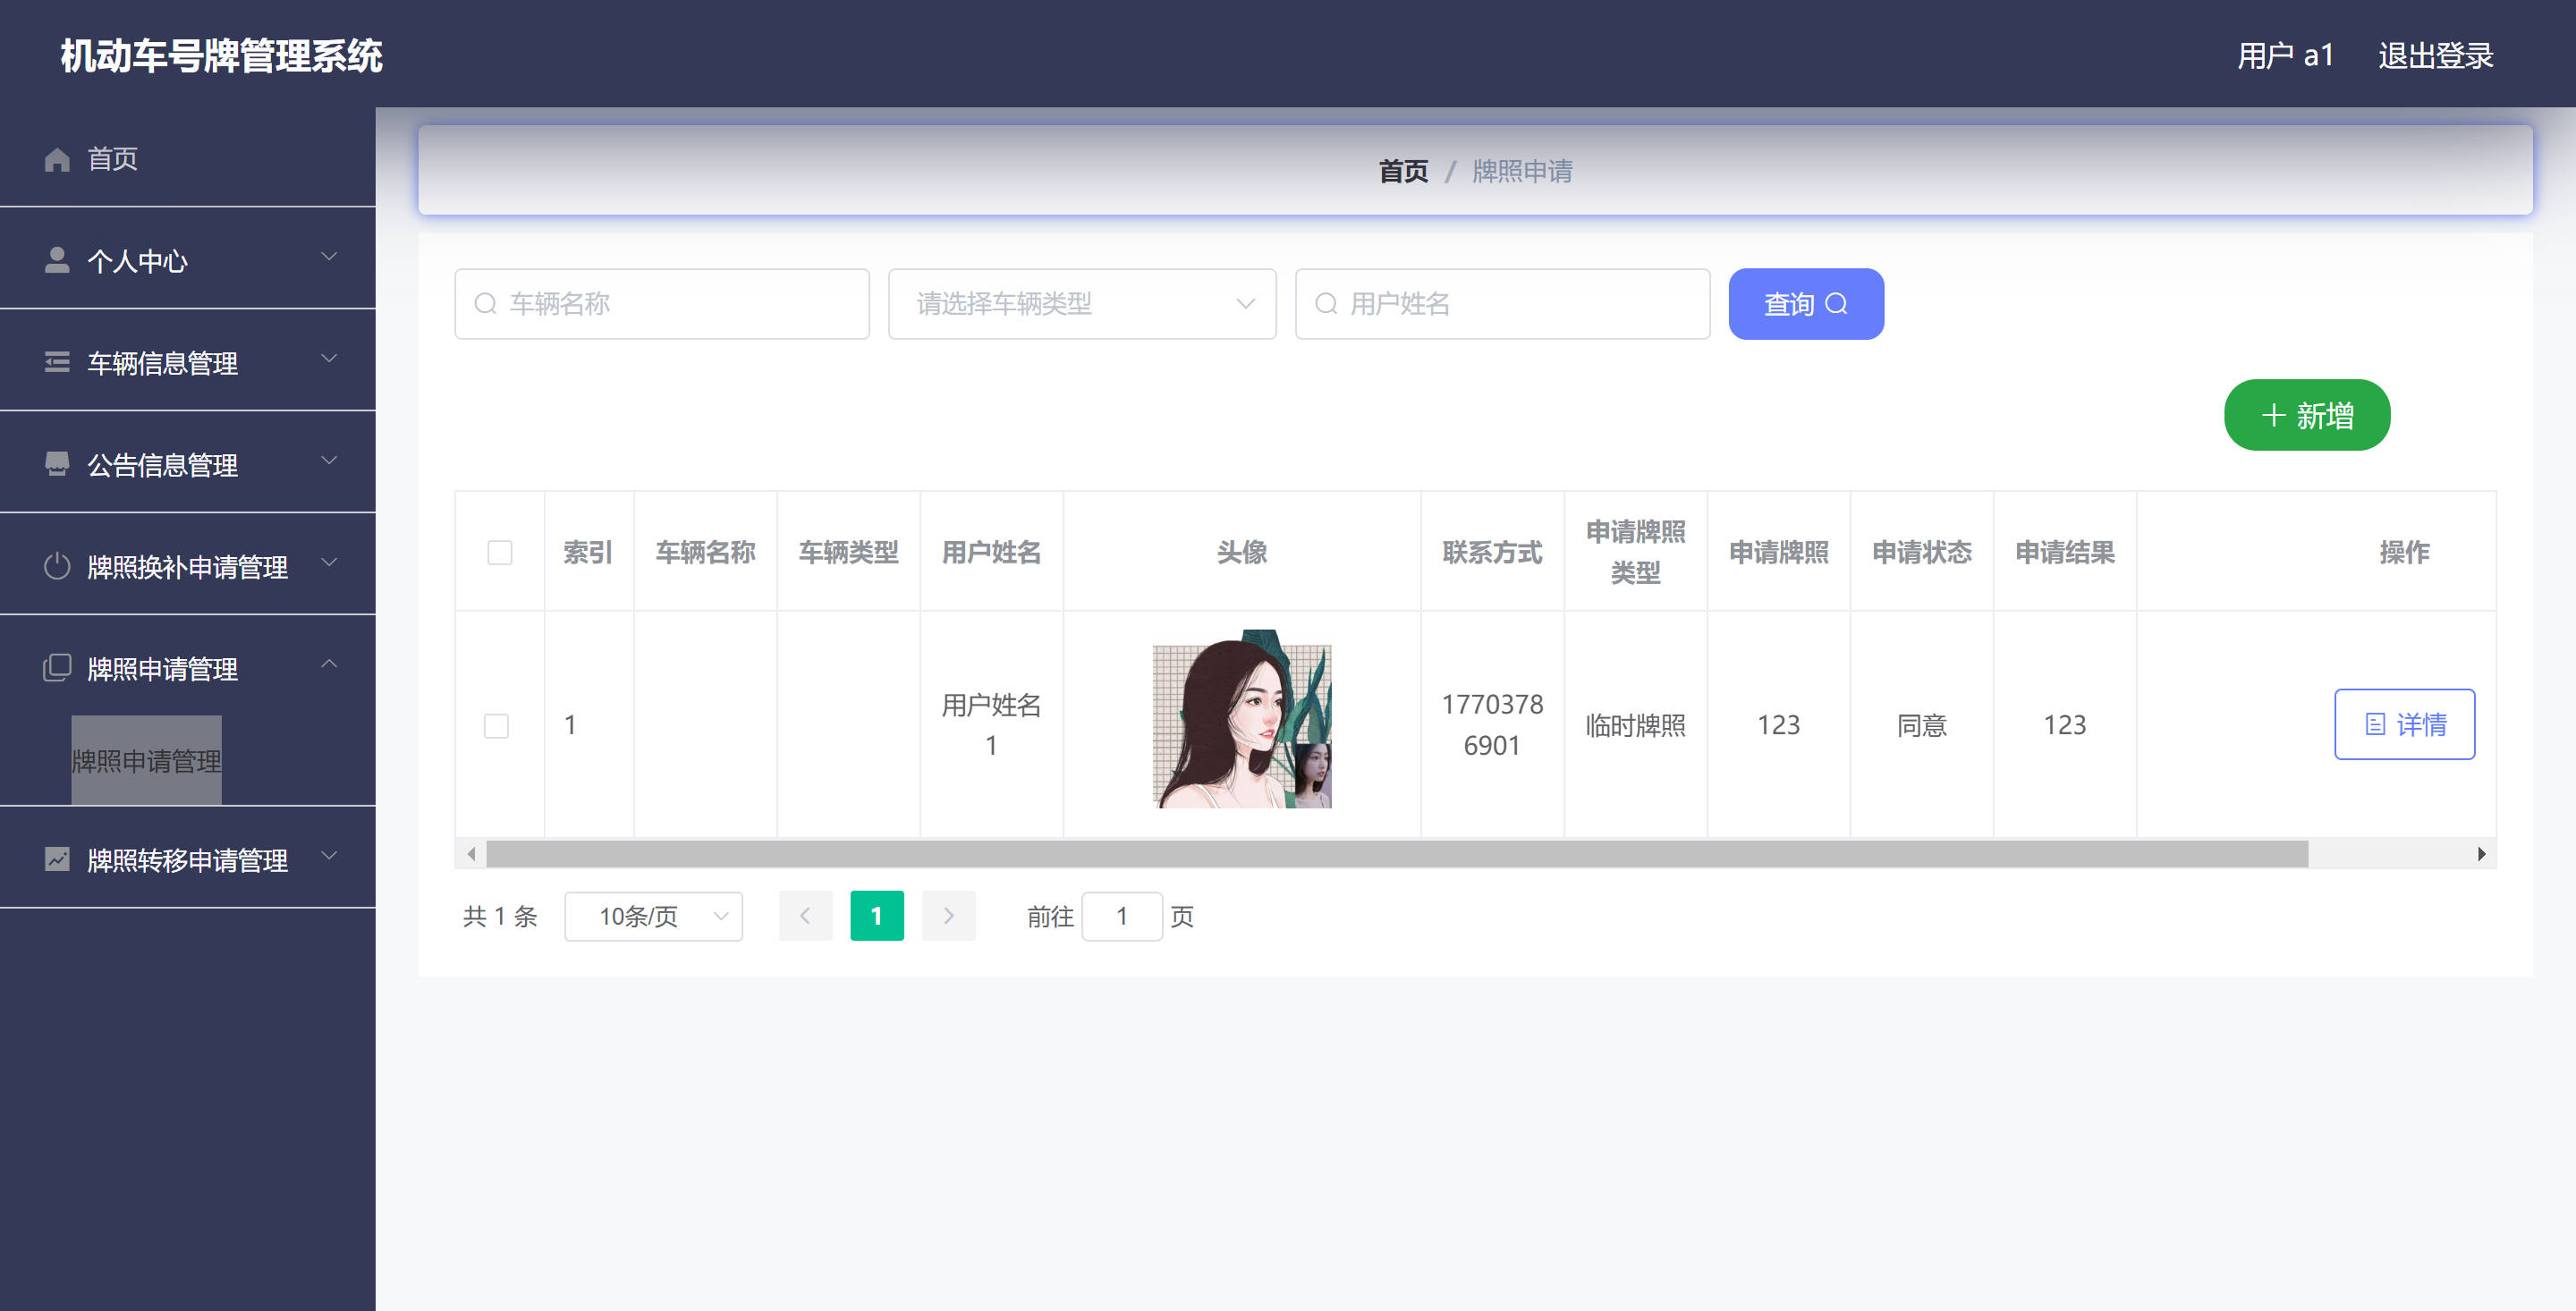 机动车号牌管理系统
用户 a1 退出登录
首页
个人中心
车辆信息管理
公告信息管理
牌照换补申请管理
牌照申请管理
牌照申请管理
牌照转移申请管理
首页 / 牌照申请
车辆名称 请选择车辆类型 用户姓名 查询
新增
索引 车辆名称 车辆类型 用户姓名 头像 联系方式 申请牌照类型 申请牌照 申请状态 申请结果 操作
1 用户姓名1 17703786901 临时牌照 123 同意 123 详情
共 1 条 10条/页 1 前往 1 页